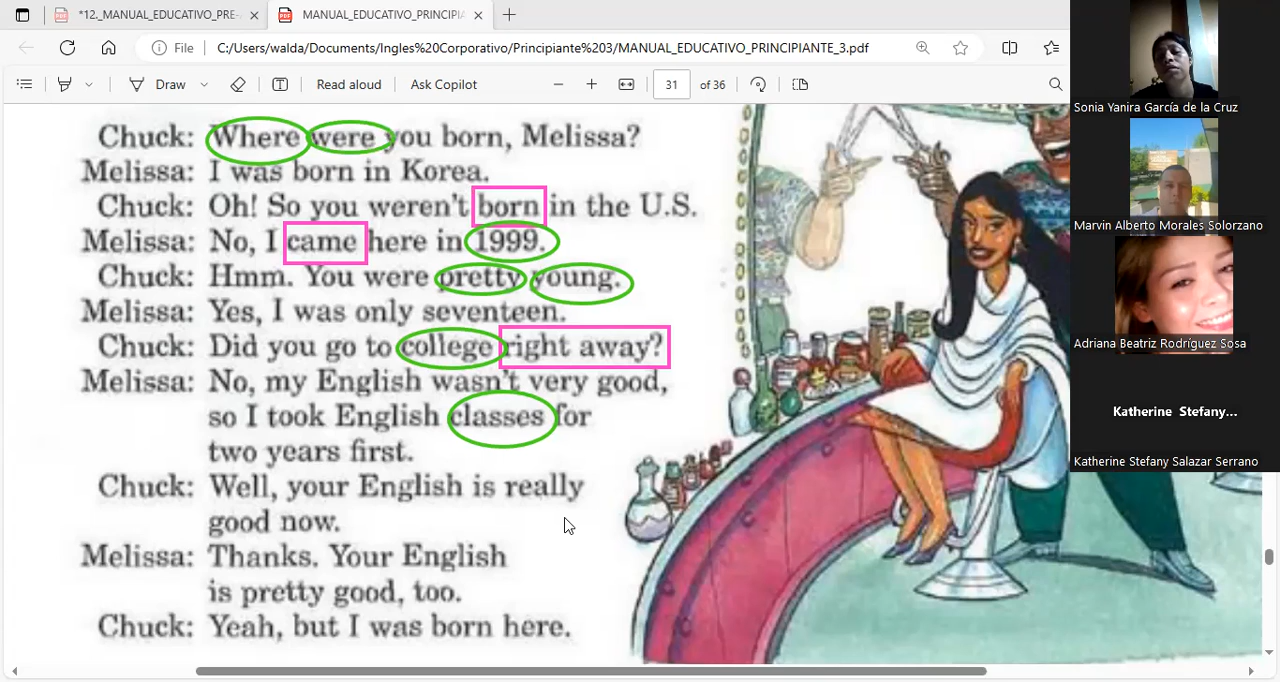 *12._MANUAL_EDUCATIVO_PRE-
MANUAL_EDUCATIVO_PRINCIPIA
File
C:/Users/walda/Documents/Ingles%20Corporativo/Principiante%203/MANUAL_EDUCATIVO_PRINCIPIANTE_3.pdf
Draw
Read aloud
Ask Copilot
31
of 36
Chuck: Where were you born, Melissa?
Melissa: I was born in Korea.
Chuck: Oh! So you weren't born in the U.S.
Melissa: No, I came here in 1999.
Chuck: Hmm. You were pretty young.
Melissa: Yes, I was only seventeen.
Chuck: Did you go to college right away?
Melissa: No, my English wasn't very good,
so I took English classes for
two years first.
Chuck: Well, your English is really
good now.
Melissa: Thanks. Your English
is pretty good, too.
Chuck: Yeah, but I was born here.
Sonia Yanira García de la Cruz
Marvin Alberto Morales Solorzano
Adriana Beatriz Rodríguez Sosa
Katherine Stefany...
Katherine Stefany Salazar Serrano